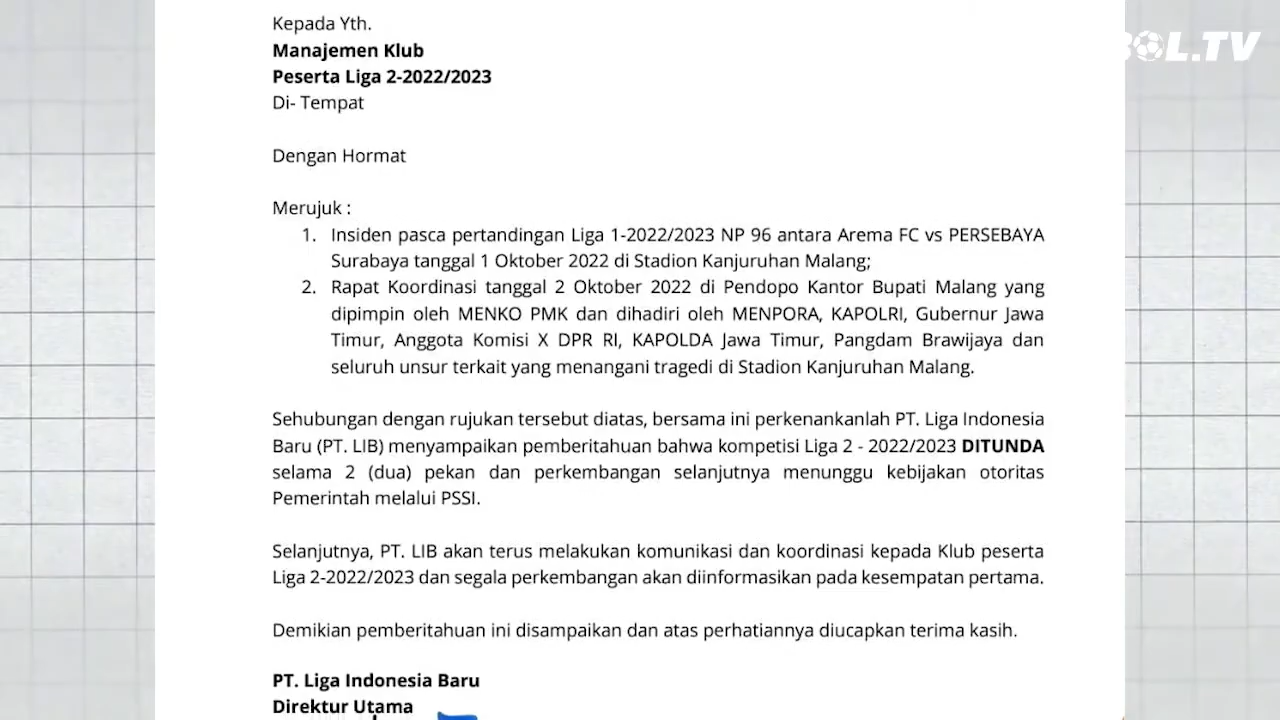 Kepada Yth.
Manajemen Klub
Peserta Liga 2-2022/2023
Di- Tempat
Dengan Hormat
Merujuk :
1. Insiden pasca pertandingan Liga 1-2022/2023 NP 96 antara Arema FC vs PERSEBAYA
Surabaya tanggal 1 Oktober 2022 di Stadion Kanjuruhan Malang;
2. Rapat Koordinasi tanggal 2 Oktober 2022 di Pendopo Kantor Bupati Malang yang
dipimpin oleh MENKO PMK dan dihadiri oleh MENPORA, KAPOLRI, Gubernur Jawa
Timur, Anggota Komisi X DPR RI, KAPOLDA Jawa Timur, Pangdam Brawijaya dan
seluruh unsur terkait yang menangani tragedi di Stadion Kanjuruhan Malang.
Sehubungan dengan rujukan tersebut diatas, bersama ini perkenankanlah PT. Liga Indonesia
Baru (PT. LIB) menyampaikan pemberitahuan bahwa kompetisi Liga 2 - 2022/2023 DITUNDA
selama 2 (dua) pekan dan perkembangan selanjutnya menunggu kebijakan otoritas
Pemerintah melalui PSSI.
Selanjutnya, PT. LIB akan terus melakukan komunikasi dan koordinasi kepada Klub peserta
Liga 2-2022/2023 dan segala perkembangan akan diinformasikan pada kesempatan pertama.
Demikian pemberitahuan ini disampaikan dan atas perhatiannya diucapkan terima kasih.
PT. Liga Indonesia Baru
Direktur Utama